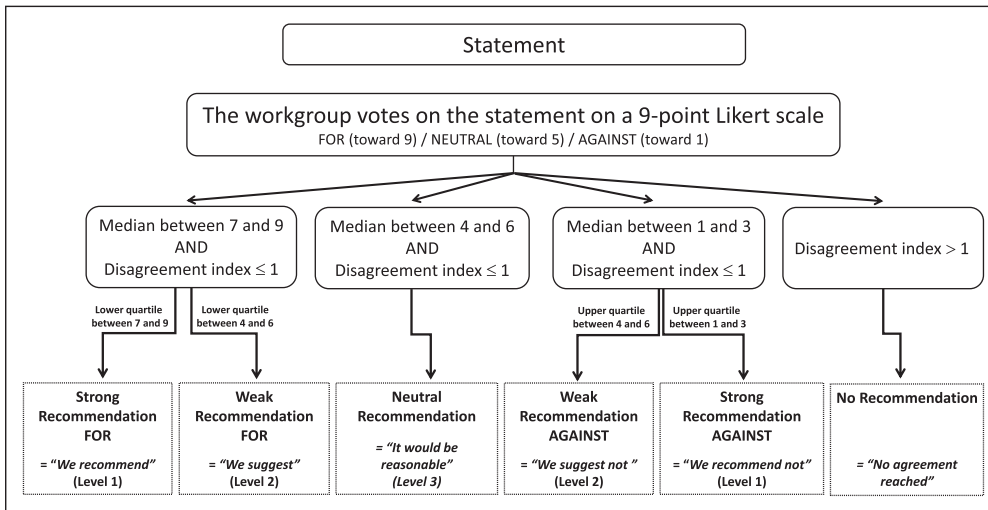 Statement
The workgroup votes on the statement on a 9-point Likert scale
FOR (toward 9) / NEUTRAL (toward 5) / AGAINST (toward 1)
Median between 7 and 9
AND
Disagreement index ≤ 1
Median between 4 and 6
AND
Disagreement index ≤ 1
Median between 1 and 3
AND
Disagreement index ≤ 1
Disagreement index > 1
Lower quartile
between 7 and 9
Lower quartile
between 4 and 6
Upper quartile
between 4 and 6
Upper quartile
between 1 and 3
Strong
Recommendation
FOR
= “We recommend”
(Level 1)
Weak
Recommendation
FOR
= “We suggest”
(Level 2)
Neutral
Recommendation
= “It would be
reasonable”
(Level 3)
Weak
Recommendation
AGAINST
= “We suggest not ”
(Level 2)
Strong
Recommendation
AGAINST
= “We recommend not”
(Level 1)
No Recommendation
= “No agreement
reached”